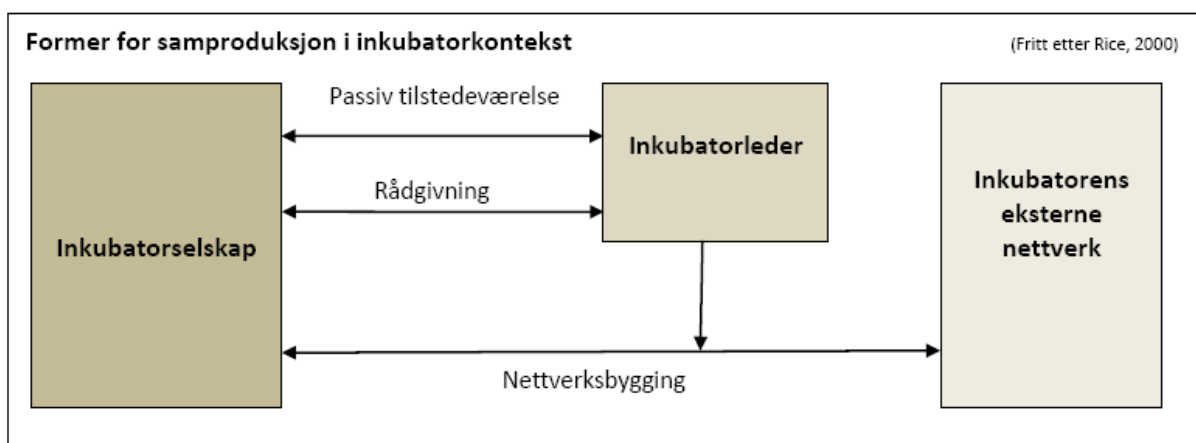 Former for samproduksjon i inkubatorkontekst
(Fritt etter Rice, 2000)
Passiv tilstedeværelse
Inkubatorleder
Rådgivning
Inkubatorens
eksterne
nettverk
Inkubatorselskap
Nettverksbygging